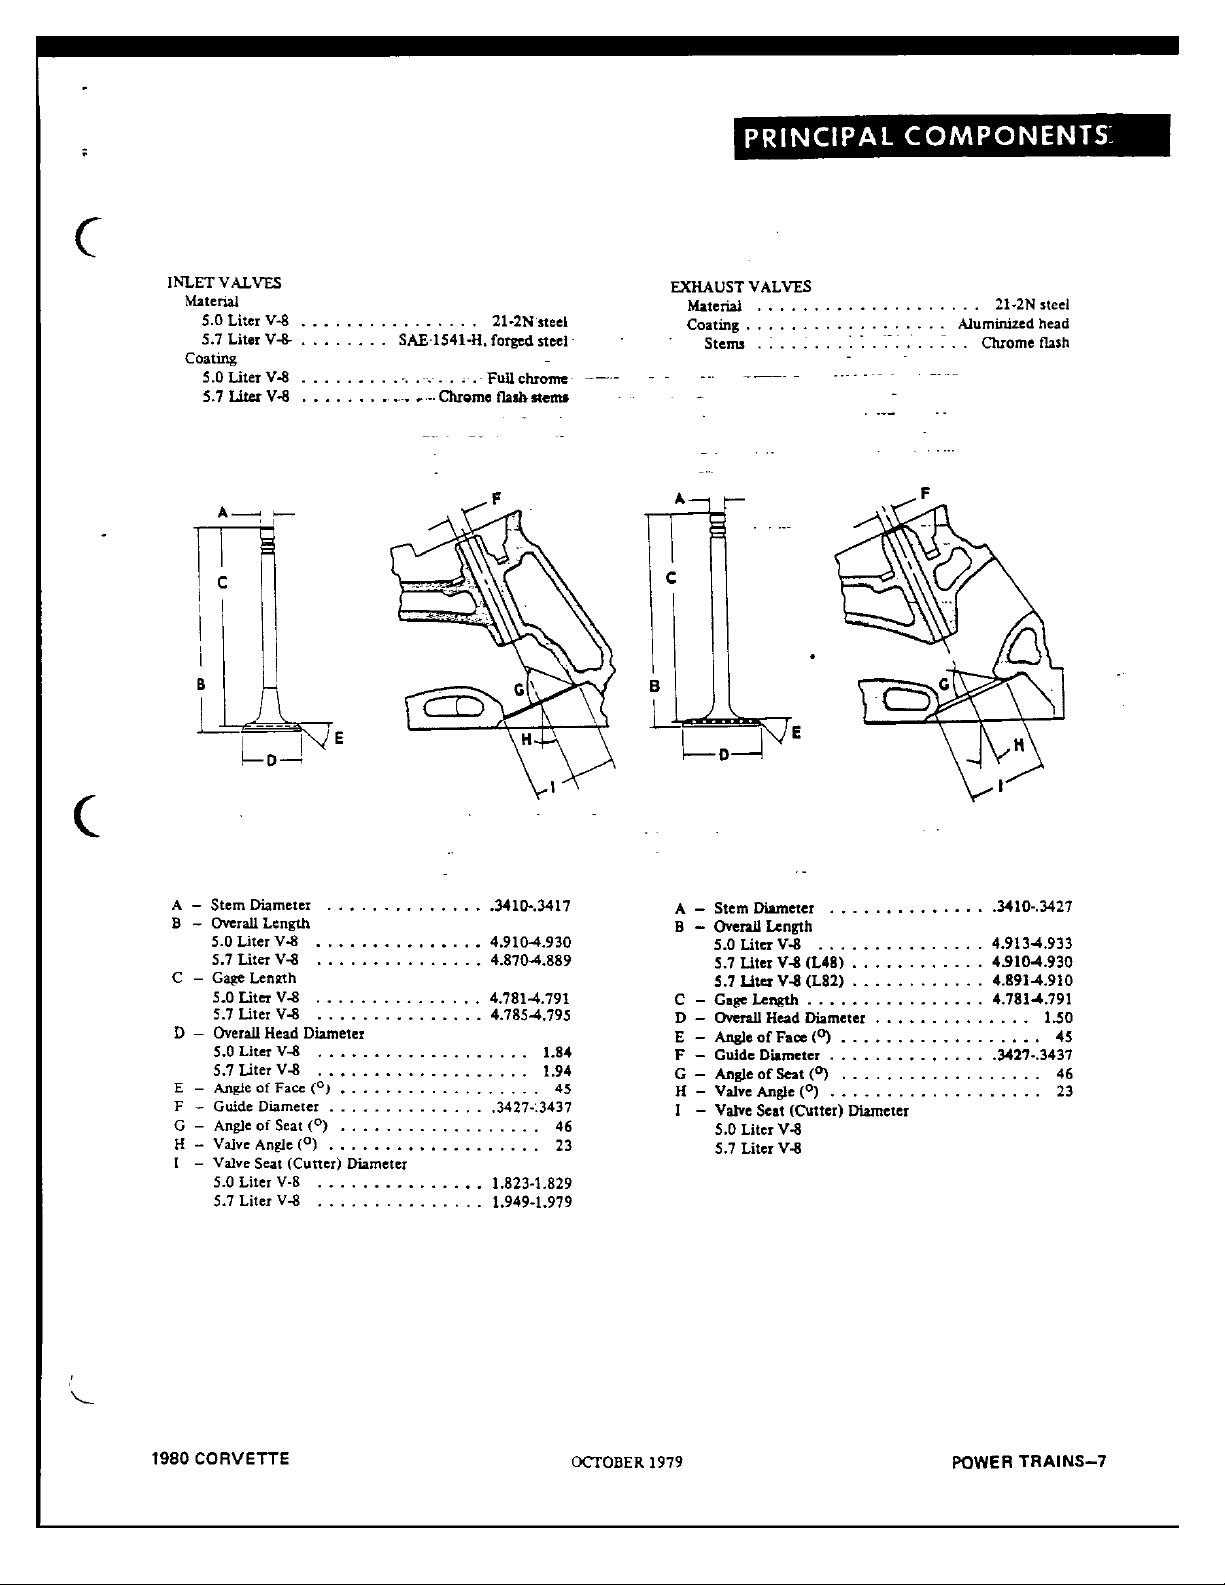 PRINCIPAL COMPONENTS
INLET VALVES
Material
5.0 Liter V-8 . . . . . . . . . . . . . . . . 21-2N steel
5.7 Liter V-8 . . . . . . . . SAE-1541-H, forged steel
Coating
5.0 Liter V-8 . . . . . . . . . . . . . . . . Full chrome
5.7 Liter V-8 . . . . . . . . . . . . Chrome flash stems
EXHAUST VALVES
Material . . . . . . . . . . . . . . . . . . . . 21-2N steel
Coating . . . . . . . . . . . . . . . . . . Aluminized head
Stems . . . . . . . . . . . . . . . . . . . Chrome flash
A
F
C
B
G
E
H
D
I
A
F
C
B
G
E
H
D
I
A – Stem Diameter . . . . . . . . . . . . . . .3410-.3417
B – Overall Length
5.0 Liter V-8 . . . . . . . . . . . . . . . 4.910-4.930
5.7 Liter V-8 . . . . . . . . . . . . . . . 4.870-4.889
C – Gage Length
5.0 Liter V-8 . . . . . . . . . . . . . . . 4.781-4.791
5.7 Liter V-8 . . . . . . . . . . . . . . . 4.785-4.795
D – Overall Head Diameter
5.0 Liter V-8 . . . . . . . . . . . . . . . . . . . 1.84
5.7 Liter V-8 . . . . . . . . . . . . . . . . . . . 1.94
E – Angle of Face (°) . . . . . . . . . . . . . . . . . . 45
F – Guide Diameter . . . . . . . . . . . . . . .3427-.3437
G – Angle of Seat (°) . . . . . . . . . . . . . . . . . . 46
H – Valve Angle (°) . . . . . . . . . . . . . . . . . . . 23
I – Valve Seat (Cutter) Diameter
5.0 Liter V-8 . . . . . . . . . . . . . . . 1.823-1.829
5.7 Liter V-8 . . . . . . . . . . . . . . . 1.949-1.979
A – Stem Diameter . . . . . . . . . . . . . . .3410-.3427
B – Overall Length
5.0 Liter V-8 . . . . . . . . . . . . . . . 4.913-4.933
5.7 Liter V-8 (L48) . . . . . . . . . . . . 4.910-4.930
5.7 Liter V-8 (L82) . . . . . . . . . . . . 4.891-4.910
C – Gage Length . . . . . . . . . . . . . . . . 4.781-4.791
D – Overall Head Diameter . . . . . . . . . . . . . . 1.50
E – Angle of Face (°) . . . . . . . . . . . . . . . . . . 45
F – Guide Diameter . . . . . . . . . . . . . . .3427-.3437
G – Angle of Seat (°) . . . . . . . . . . . . . . . . . . 46
H – Valve Angle (°) . . . . . . . . . . . . . . . . . . . 23
I – Valve Seat (Cutter) Diameter
5.0 Liter V-8
5.7 Liter V-8
1980 CORVETTE OCTOBER 1979 POWER TRAINS–7